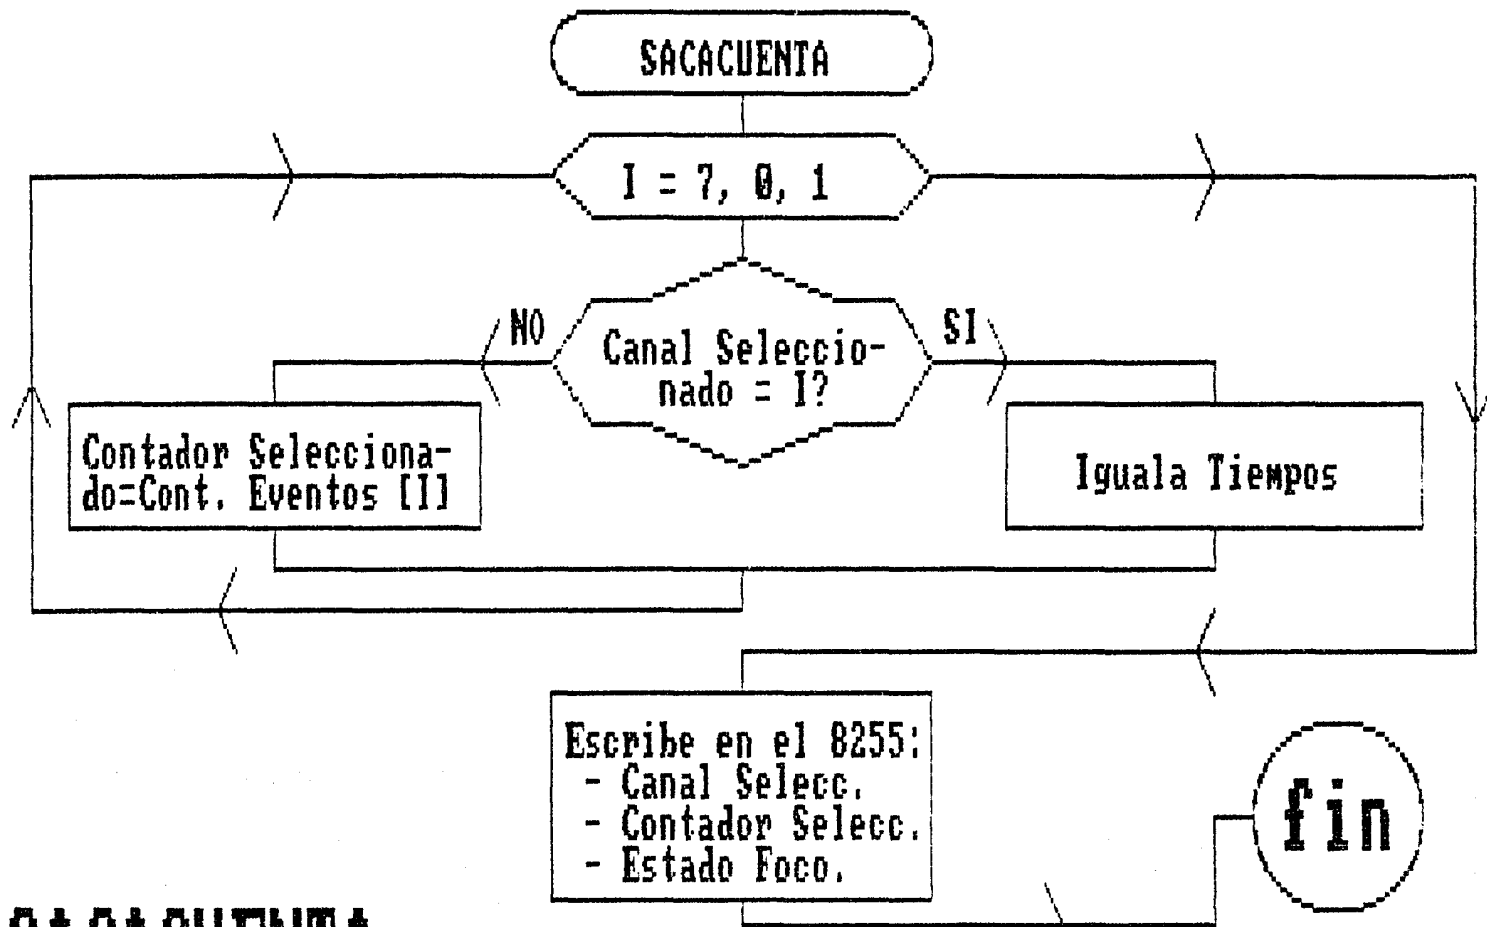 SACACUENTA
I = 7, 0, 1
NO
SI
Canal Seleccio-
nado = I?
Contador Selecciona-
do=Cont. Eventos [I]
Iguala Tiempos
Escribe en el 8255:
- Canal Selecc.
- Contador Selecc.
- Estado Foco.
fin
SACACUENTA